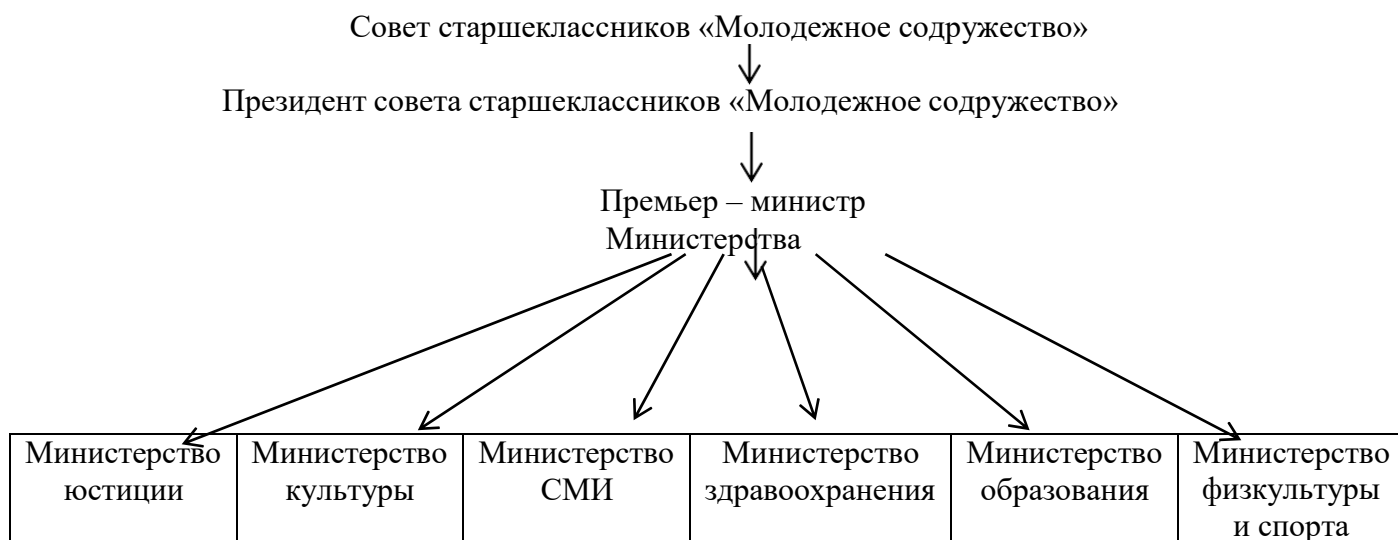 Совет старшеклассников «Молодежное содружество»
Президент совета старшеклассников «Молодежное содружество»
Премьер – министр
Министерства
Министерство юстиции
Министерство культуры
Министерство СМИ
Министерство здравоохранения
Министерство образования
Министерство физкультуры и спорта